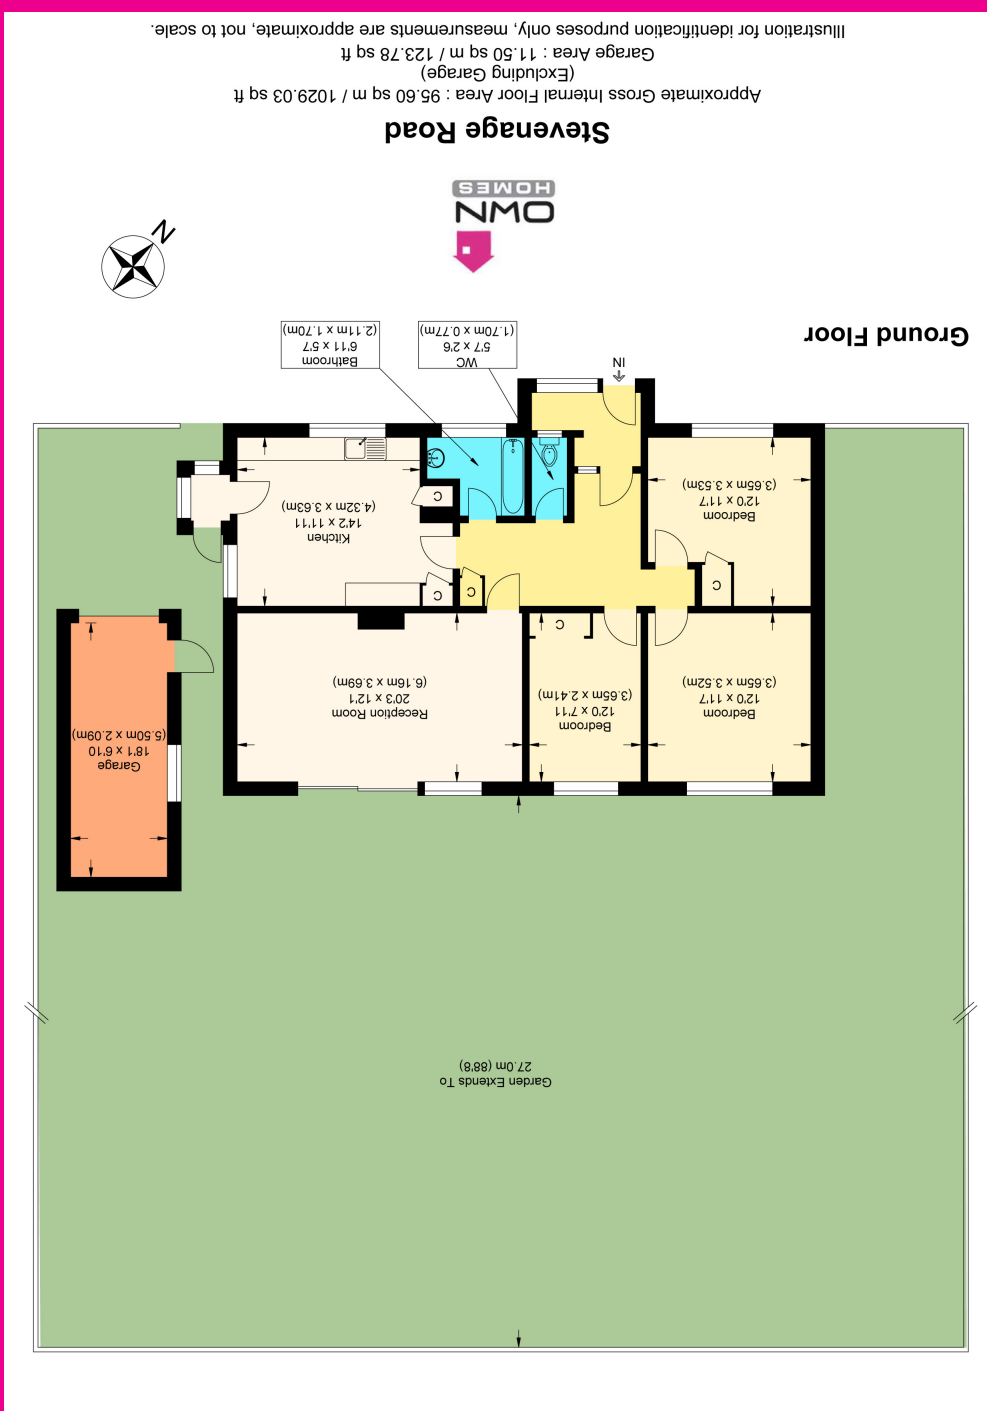 Garden Extends To
27.0m (88'8)
Garage
18'1 x 6'10
(5.50m x 2.09m)
Bedroom
12'0 x 11'7
(3.65m x 3.52m)
Bedroom
12'0 x 7'11
(3.65m x 2.41m)
Reception Room
20'3 x 12'1
(6.16m x 3.69m)
C
C
C
C
C
Bedroom
12'0 x 11'7
(3.65m x 3.53m)
Kitchen
14'2 x 11'11
(4.32m x 3.63m)
IN
WC
5'7 x 2'6
(1.70m x 0.77m)
Bathroom
6'11 x 5'7
(2.11m x 1.70m)
Ground Floor
N
OWN
HOMES
Stevenage Road
Approximate Gross Internal Floor Area : 95.60 sq m / 1029.03 sq ft
(Excluding Garage)
Garage Area : 11.50 sq m / 123.78 sq ft
Illustration for identification purposes only, measurements are approximate, not to scale.